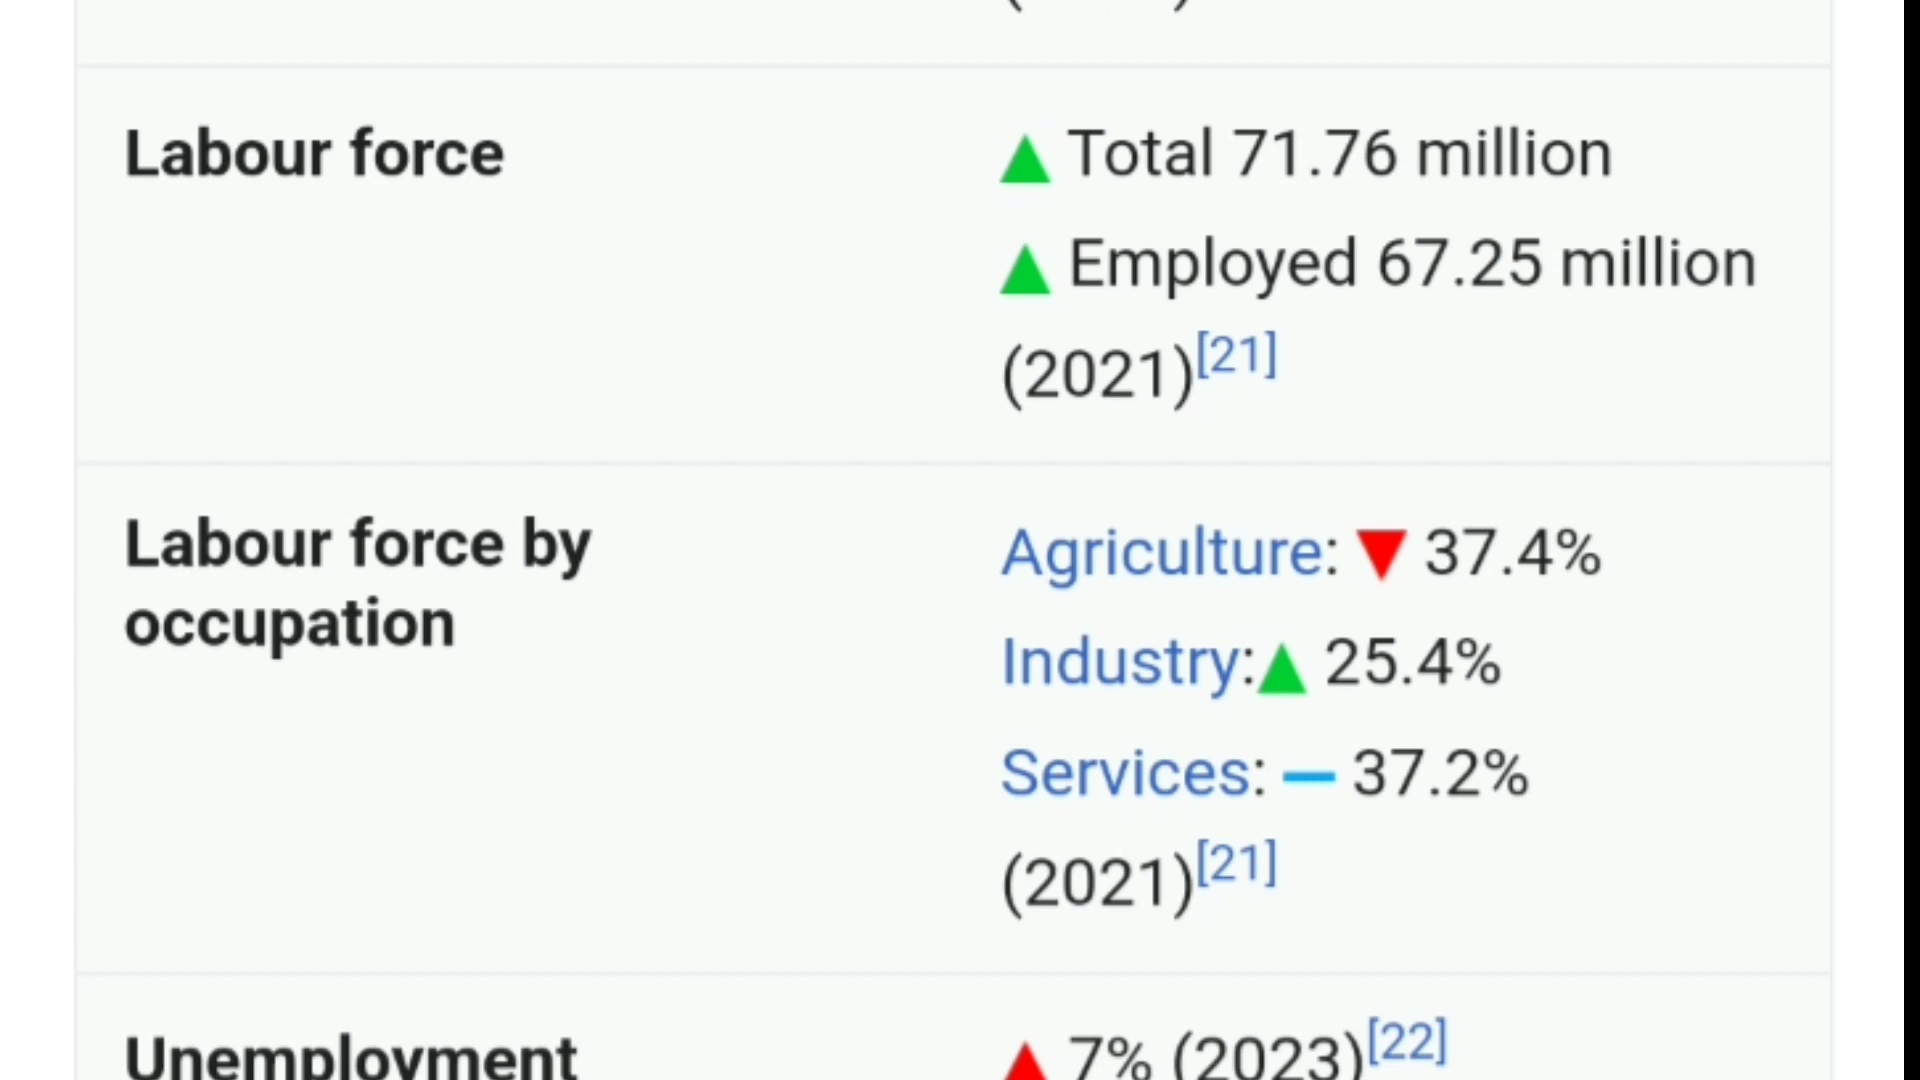 Labour force
▲ Total 71.76 million
▲ Employed 67.25 million
(2021)[21]
Labour force by
occupation
Agriculture: ▼ 37.4%
Industry:▲ 25.4%
Services: — 37.2%
(2021)[21]
Unemployment
▲ 7% (2023)[22]